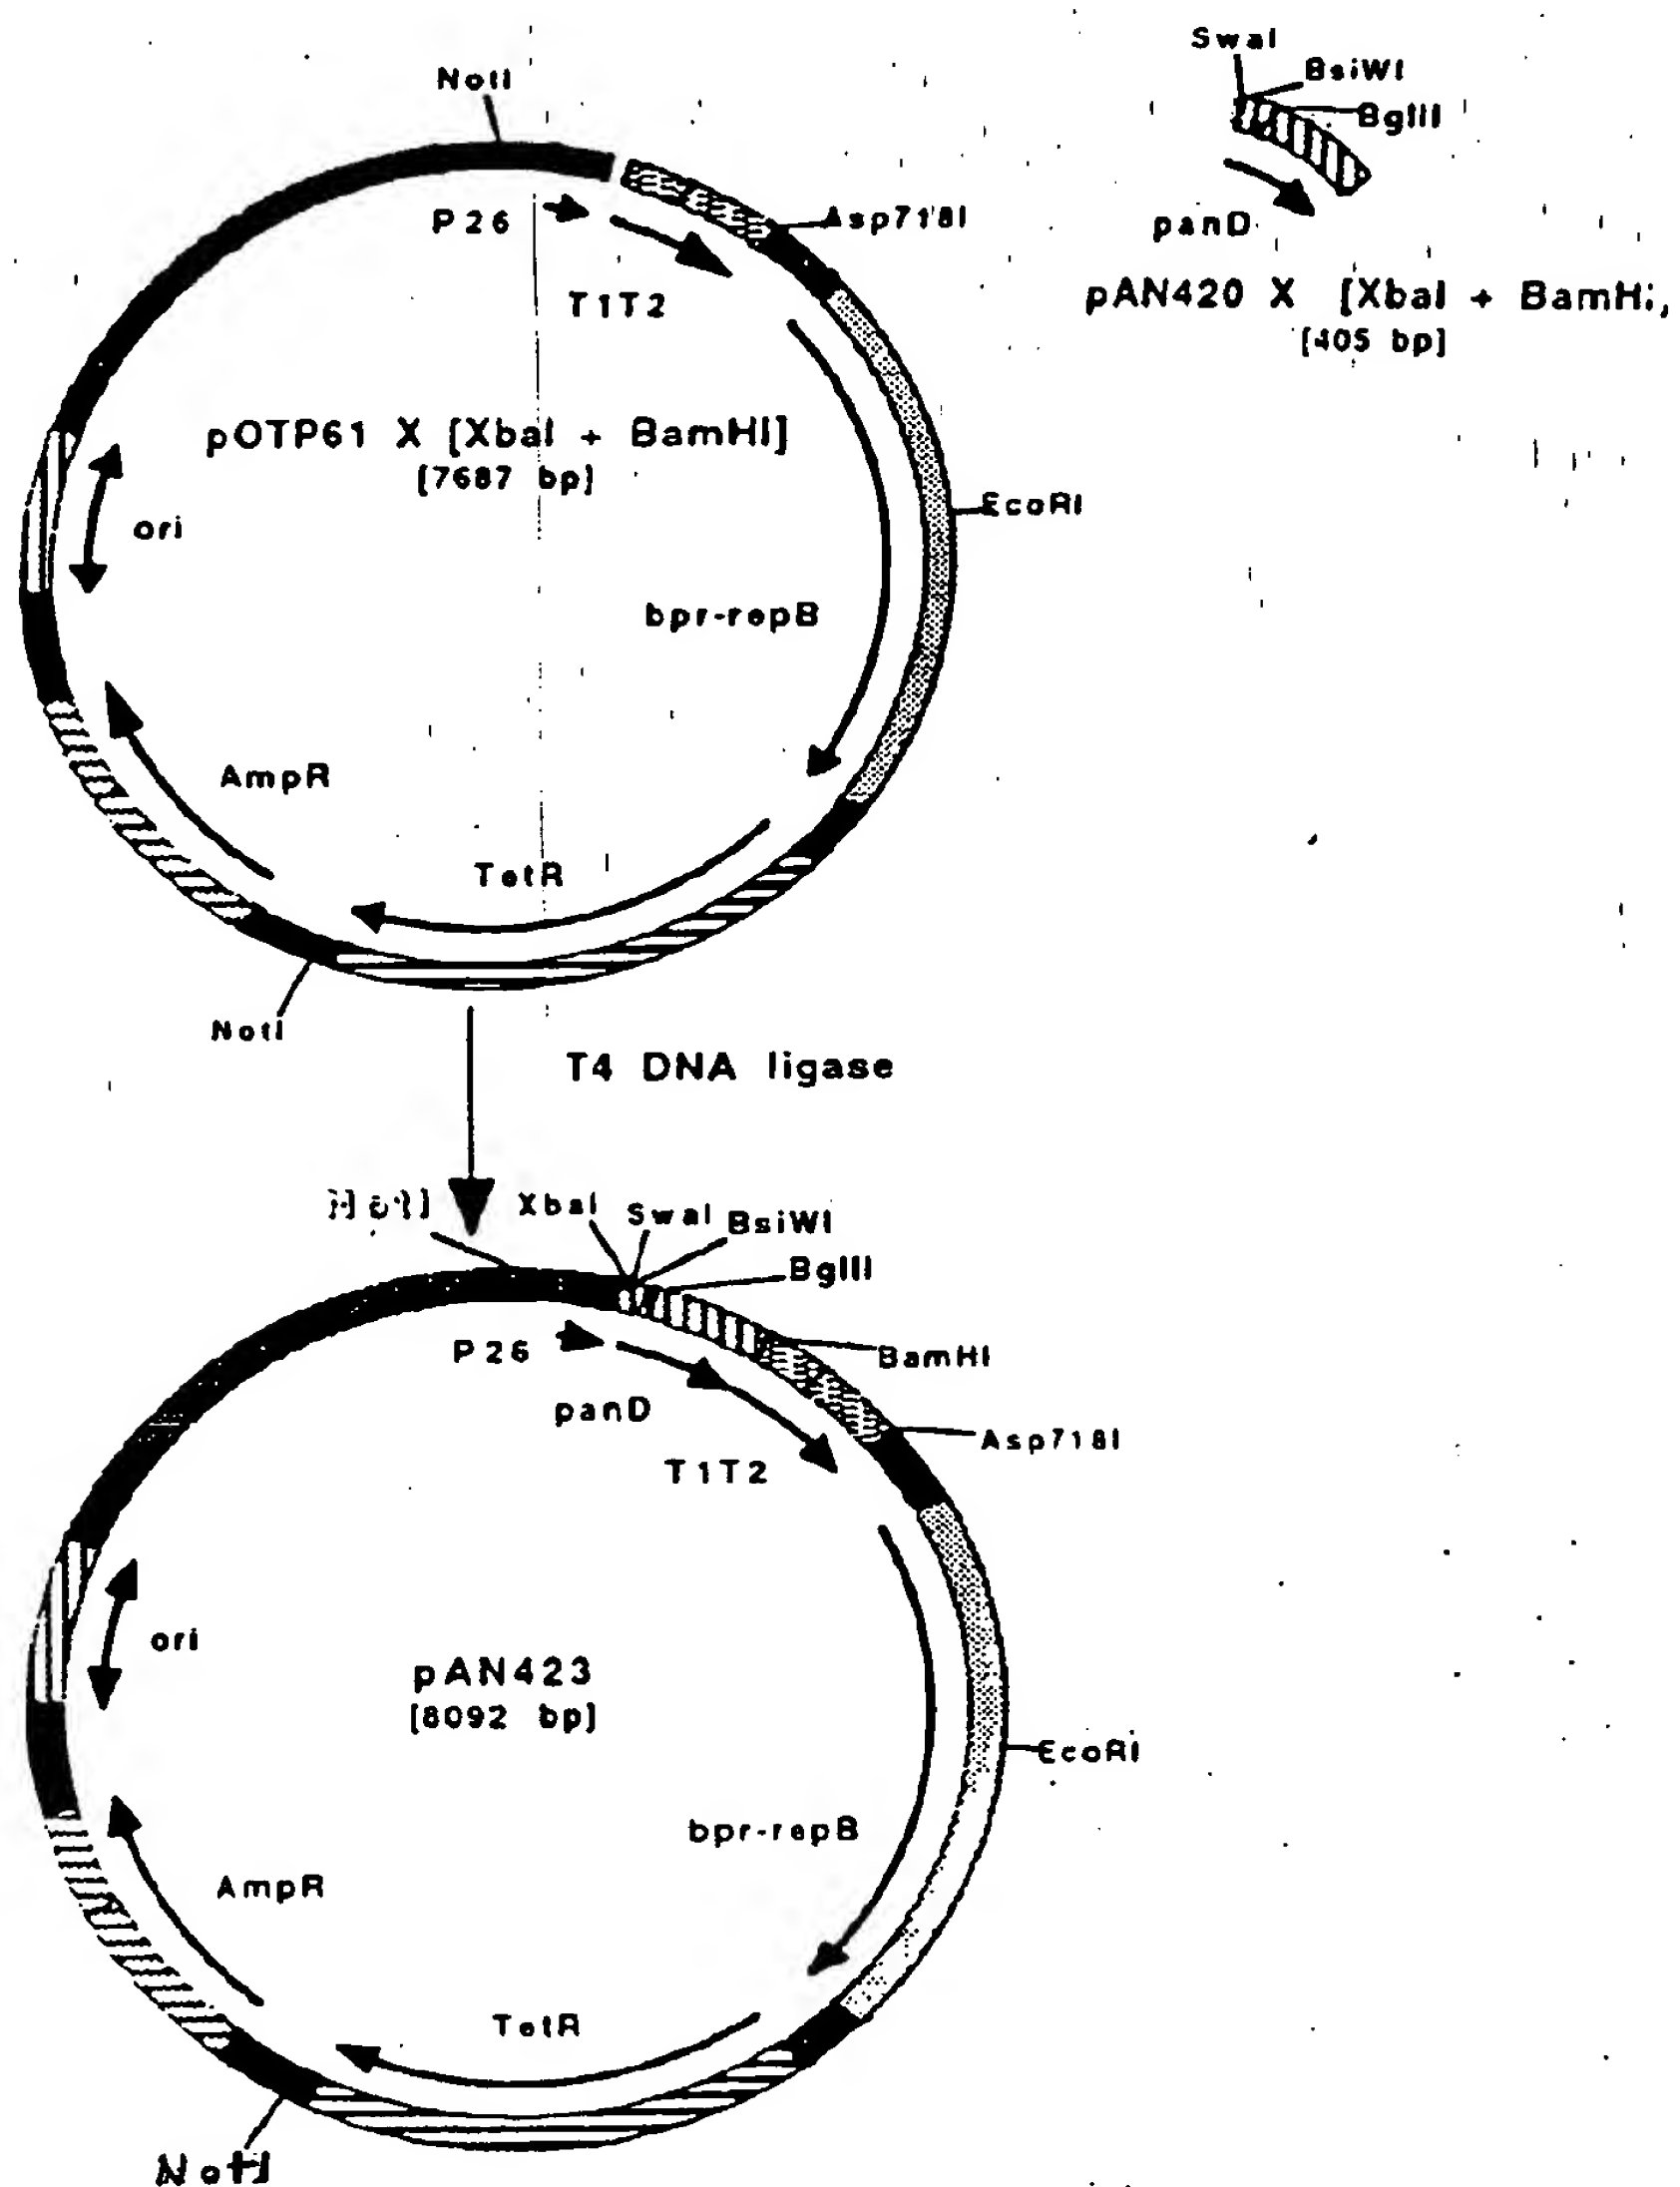 SwaI
NotI
BsiWI
BglII
P26
Asp718I
panD
T1T2
pAN420 X [XbaI + BamHI,
[405 bp]
pOTP61 X [XbaI + BamHI]
[7687 bp]
EcoRI
ori
bpr-repB
AmpR
TetR
NotI
T4 DNA ligase
NotI
XbaI
SwaI
BsiWI
BglII
P26
BamHI
panD
Asp718I
T1T2
ori
pAN423
[8092 bp]
EcoRI
bpr-repB
AmpR
TetR
NotI